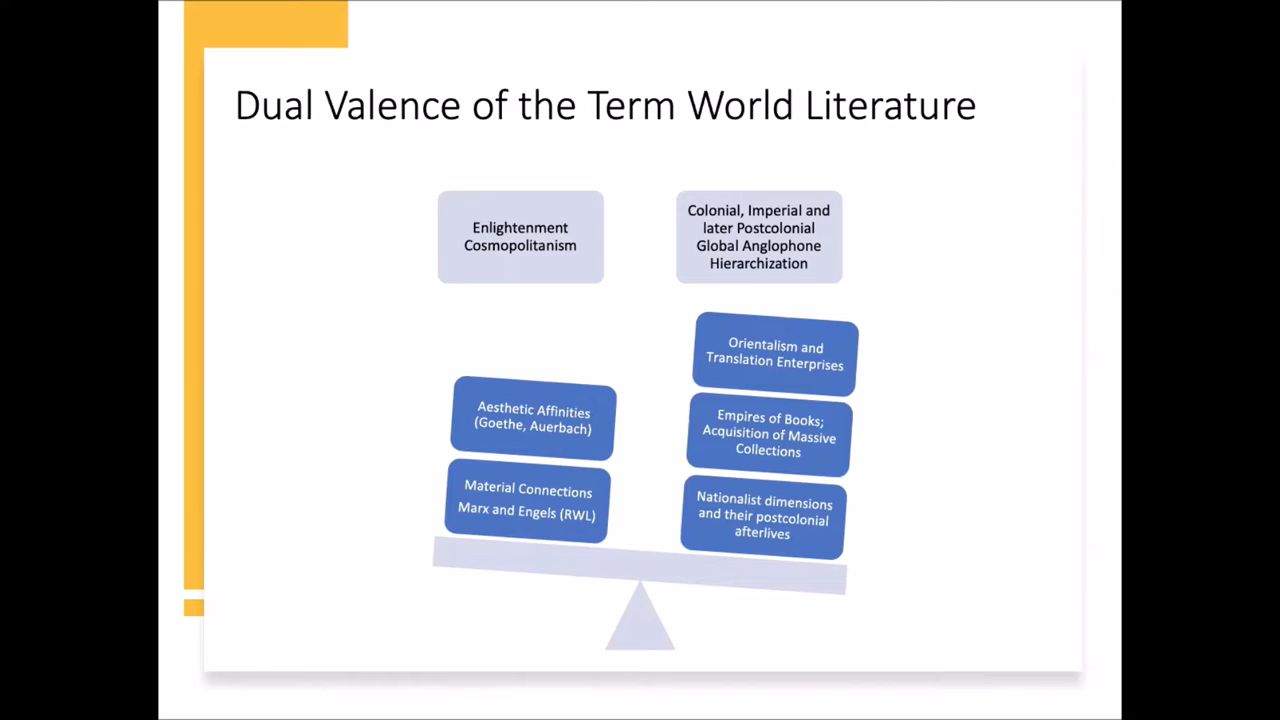 Dual Valence of the Term World Literature
Enlightenment
Cosmopolitanism
Colonial, Imperial and
later Postcolonial
Global Anglophone
Hierarchization
Aesthetic Affinities
(Goethe, Auerbach)
Material Connections
Marx and Engels (RWL)
Orientalism and
Translation Enterprises
Empires of Books;
Acquisition of Massive
Collections
Nationalist dimensions
and their postcolonial
afterlives